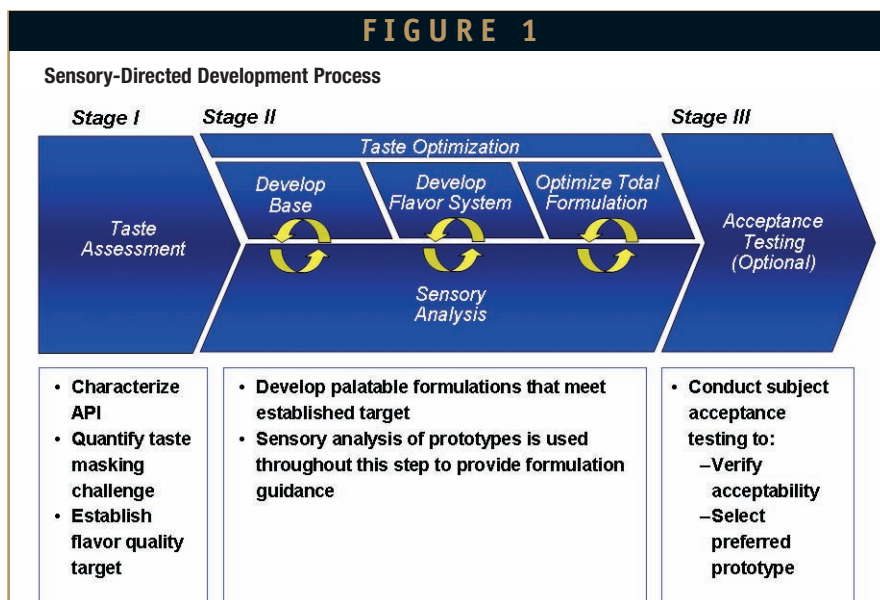 FIGURE 1
Sensory-Directed Development Process
Stage I
Stage II
Stage III
Taste
Assessment
Taste Optimization
Develop
Base
Develop
Flavor System
Optimize Total
Formulation
Sensory
Analysis
Acceptance
Testing
(Optional)
• Characterize
API
• Quantify taste
masking
challenge
• Establish
flavor quality
target
• Develop palatable formulations that meet
established target
• Sensory analysis of prototypes is used
throughout this step to provide formulation
guidance
• Conduct subject
acceptance
testing to:
–Verify
acceptability
–Select
preferred
prototype